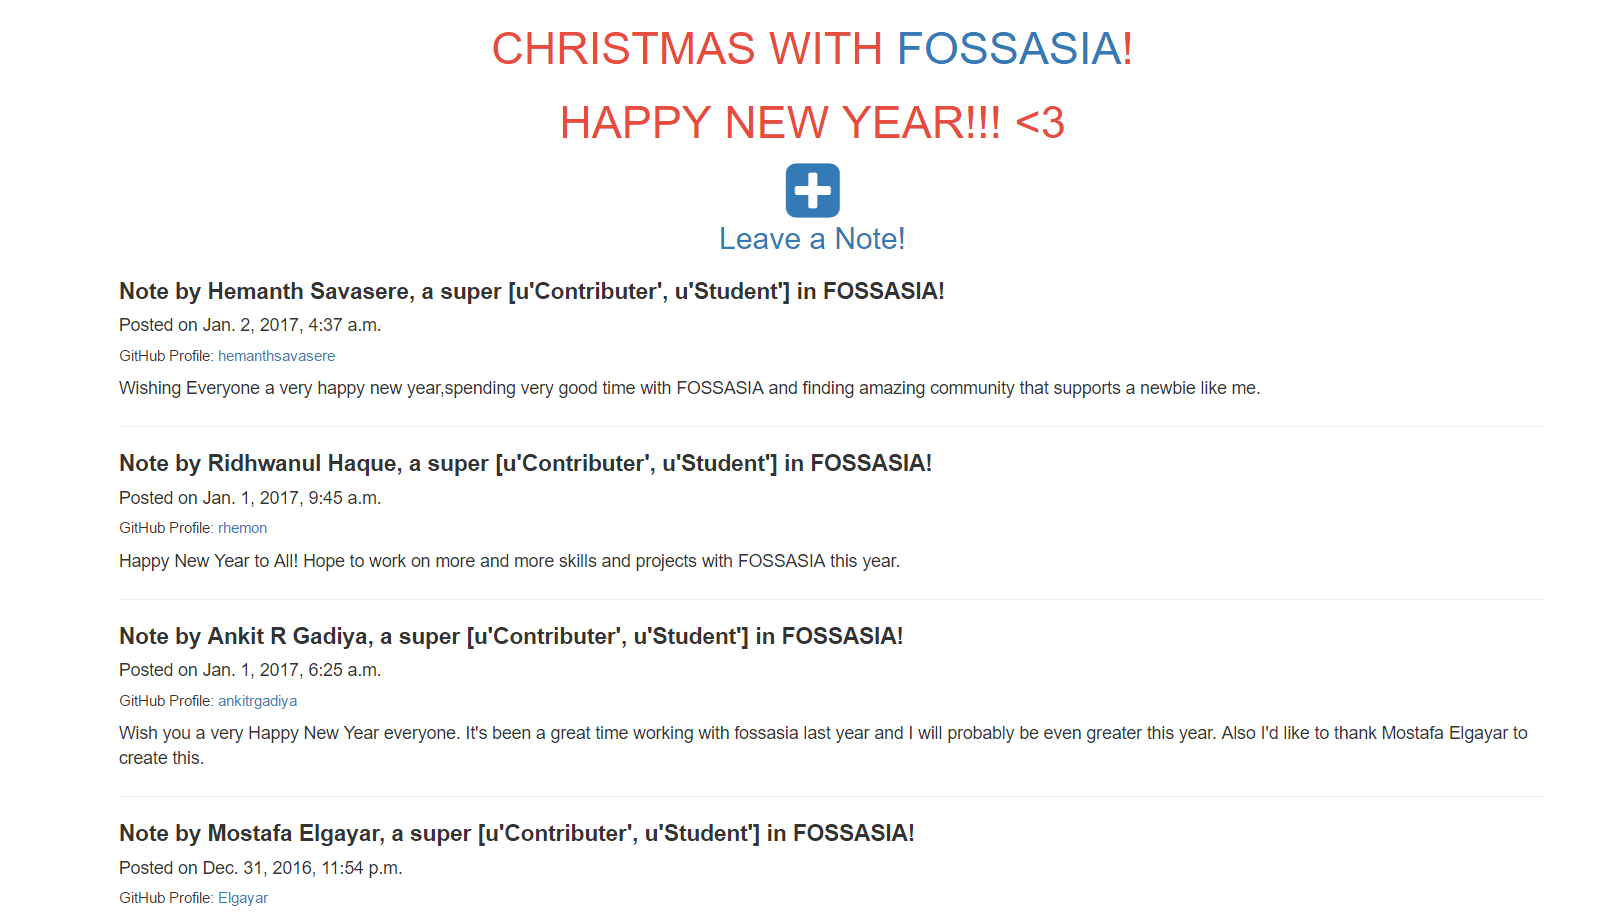 CHRISTMAS WITH FOSSASIA!
HAPPY NEW YEAR!!! <3
Leave a Note!
Note by Hemanth Savasere, a super [u'Contributer', u'Student'] in FOSSASIA!
Posted on Jan. 2, 2017, 4:37 a.m.
GitHub Profile: hemanthsavasere
Wishing Everyone a very happy new year,spending very good time with FOSSASIA and finding amazing community that supports a newbie like me.
Note by Ridhwanul Haque, a super [u'Contributer', u'Student'] in FOSSASIA!
Posted on Jan. 1, 2017, 9:45 a.m.
GitHub Profile: rhemon
Happy New Year to All! Hope to work on more and more skills and projects with FOSSASIA this year.
Note by Ankit R Gadiya, a super [u'Contributer', u'Student'] in FOSSASIA!
Posted on Jan. 1, 2017, 6:25 a.m.
GitHub Profile: ankitrgadiya
Wish you a very Happy New Year everyone. It's been a great time working with fossasia last year and I will probably be even greater this year. Also I'd like to thank Mostafa Elgayar to
create this.
Note by Mostafa Elgayar, a super [u'Contributer', u'Student'] in FOSSASIA!
Posted on Dec. 31, 2016, 11:54 p.m.
GitHub Profile: Elgayar